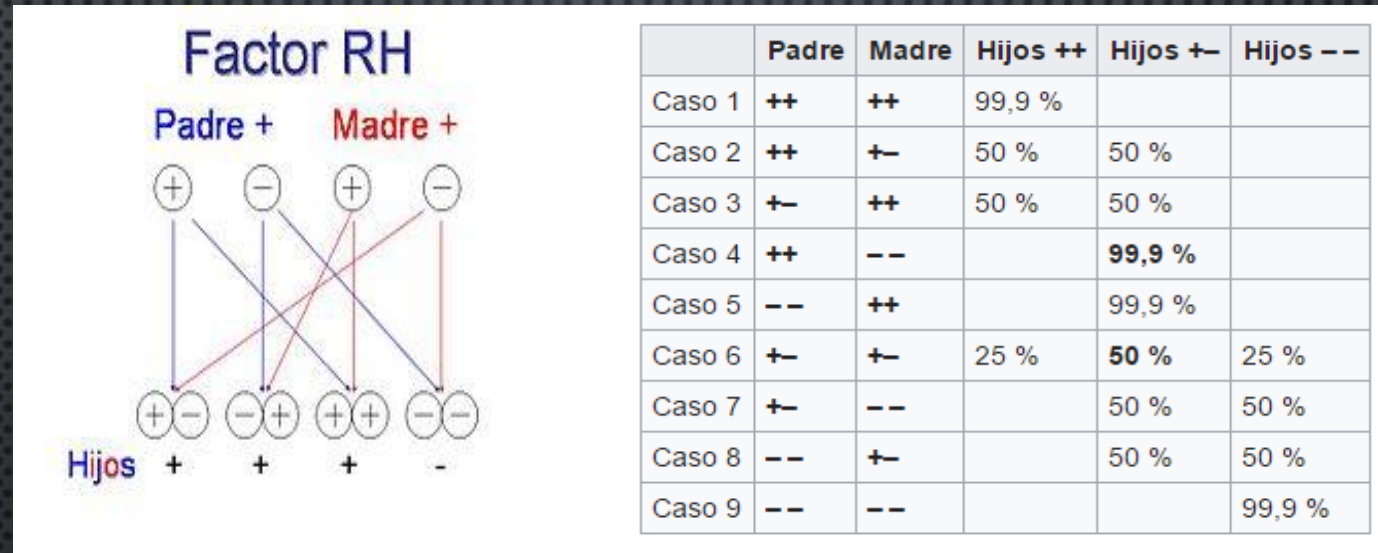 Factor RH
Padre + Madre +
+ − + −
+ − − + + + − −
Hijos + + + -
Padre Madre Hijos ++ Hijos +– Hijos – –
Caso 1 ++ ++ 99,9 %
Caso 2 ++ +– 50 % 50 %
Caso 3 +– ++ 50 % 50 %
Caso 4 ++ – – 99,9 %
Caso 5 – – ++ 99,9 %
Caso 6 +– +– 25 % 50 % 25 %
Caso 7 +– – – 50 % 50 %
Caso 8 – – +– 50 % 50 %
Caso 9 – – – – 99,9 %